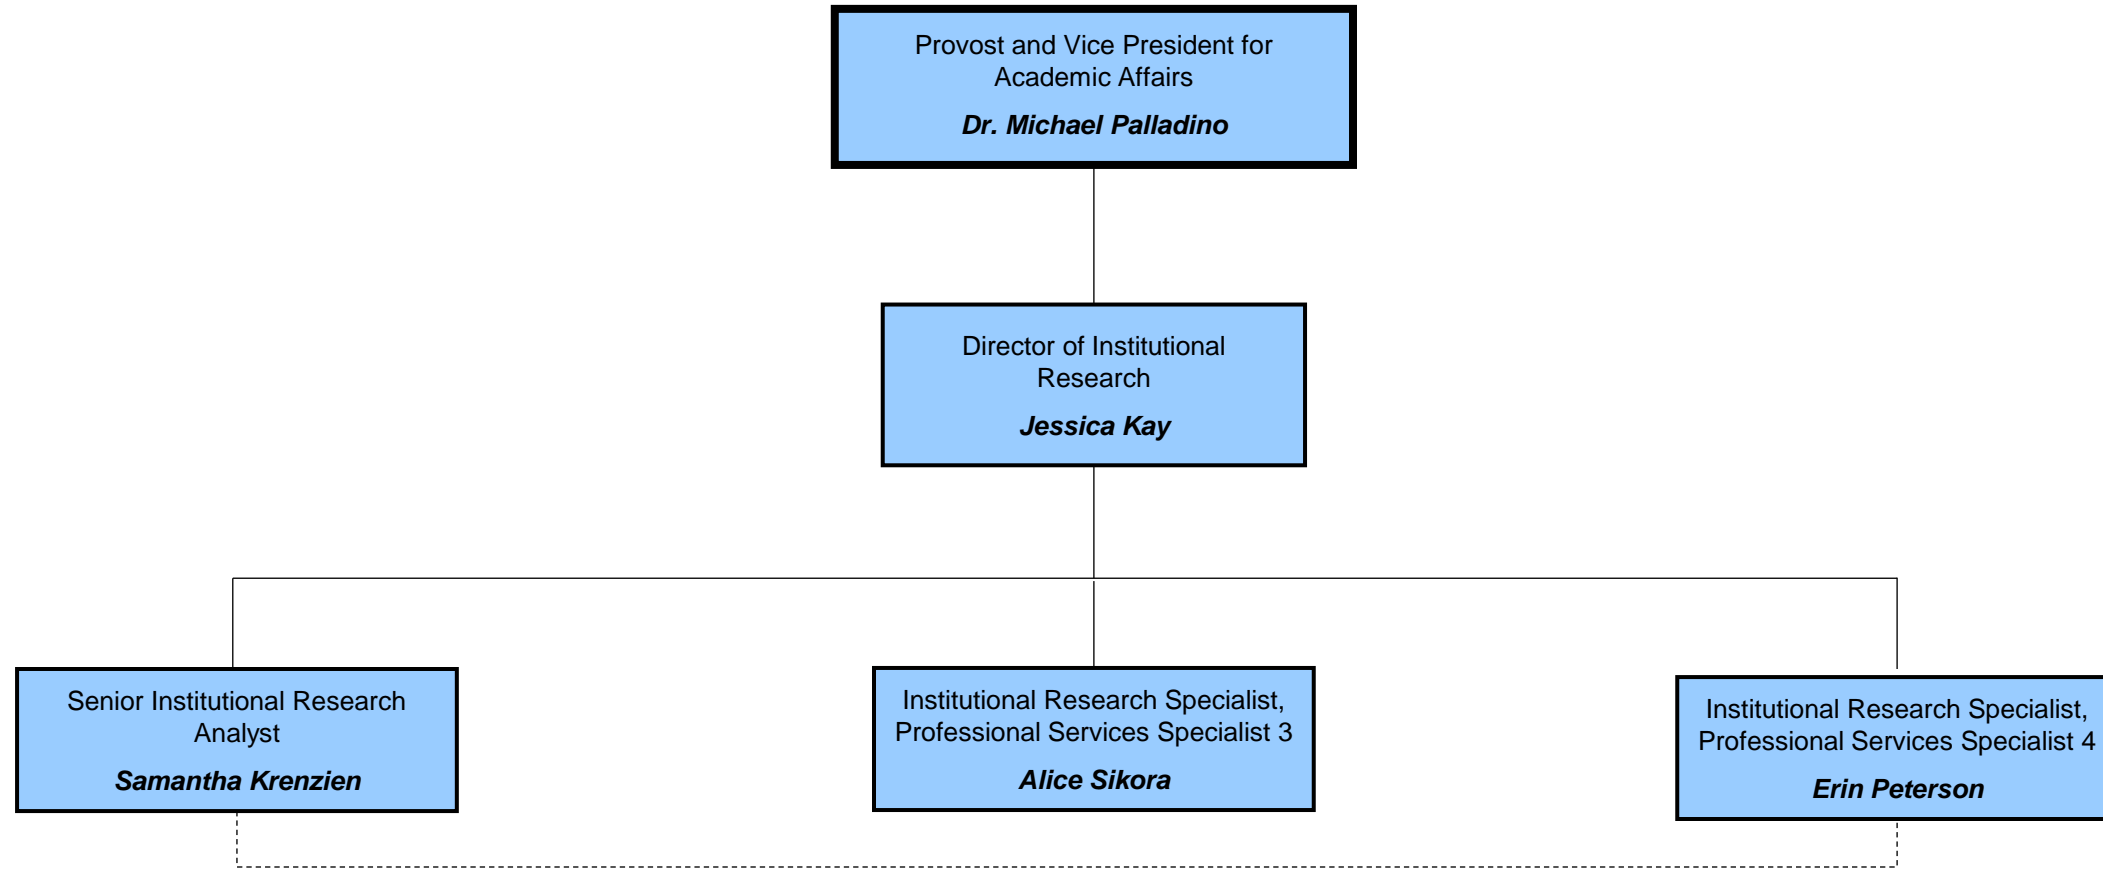 Provost and Vice President for
Academic Affairs
Dr. Michael Palladino
Director of Institutional
Research
Jessica Kay
Senior Institutional Research
Analyst
Samantha Krenzien
Institutional Research Specialist,
Professional Services Specialist 3
Alice Sikora
Institutional Research Specialist,
Professional Services Specialist 4
Erin Peterson